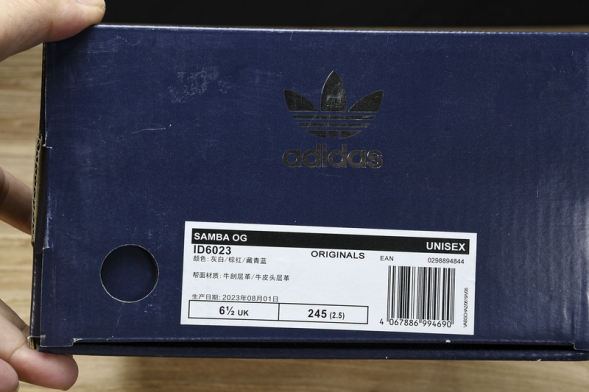 adidas
SAMBA OG UNISEX
ID6023 ORIGINALS EAN 0298894844
颜色: 灰白/棕红/藏青蓝
帮面材质: 牛剖层革/牛皮头层革
生产日期: 2023年08月01日
6½ UK 245 (2.5)
4 067886 994690